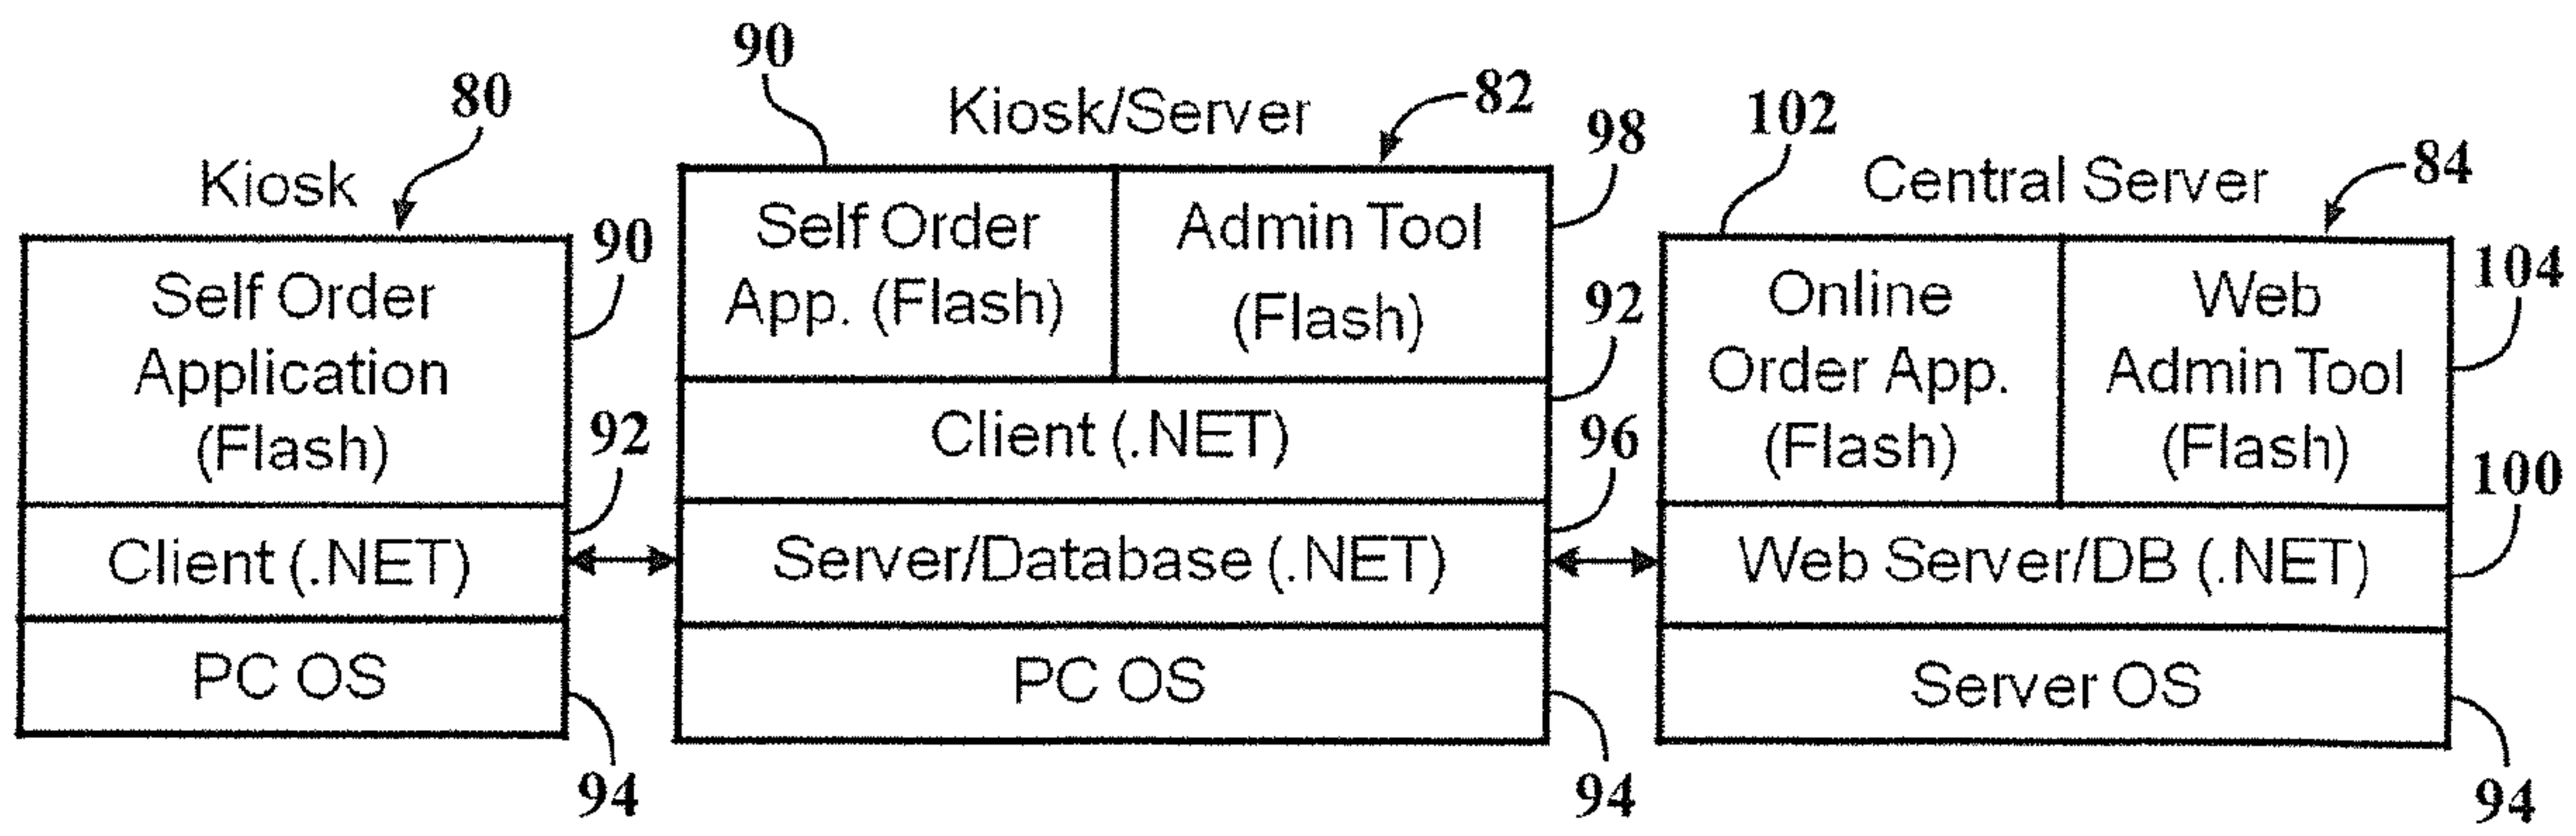 Kiosk
80
Self Order
Application
(Flash)
90
Client (.NET)
92
PC OS
94
Kiosk/Server
82
90
Self Order
App. (Flash)
Admin Tool
(Flash)
98
Client (.NET)
92
Server/Database (.NET)
96
PC OS
94
Central Server
84
102
Online
Order App.
(Flash)
Web
Admin Tool
(Flash)
104
Web Server/DB (.NET)
100
Server OS
94